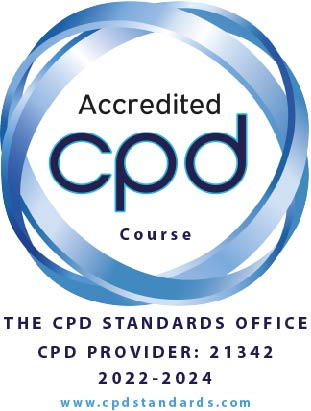 Accredited
cpd
Course
THE CPD STANDARDS OFFICE
CPD PROVIDER: 21342
2022-2024
www.cpdstandards.com